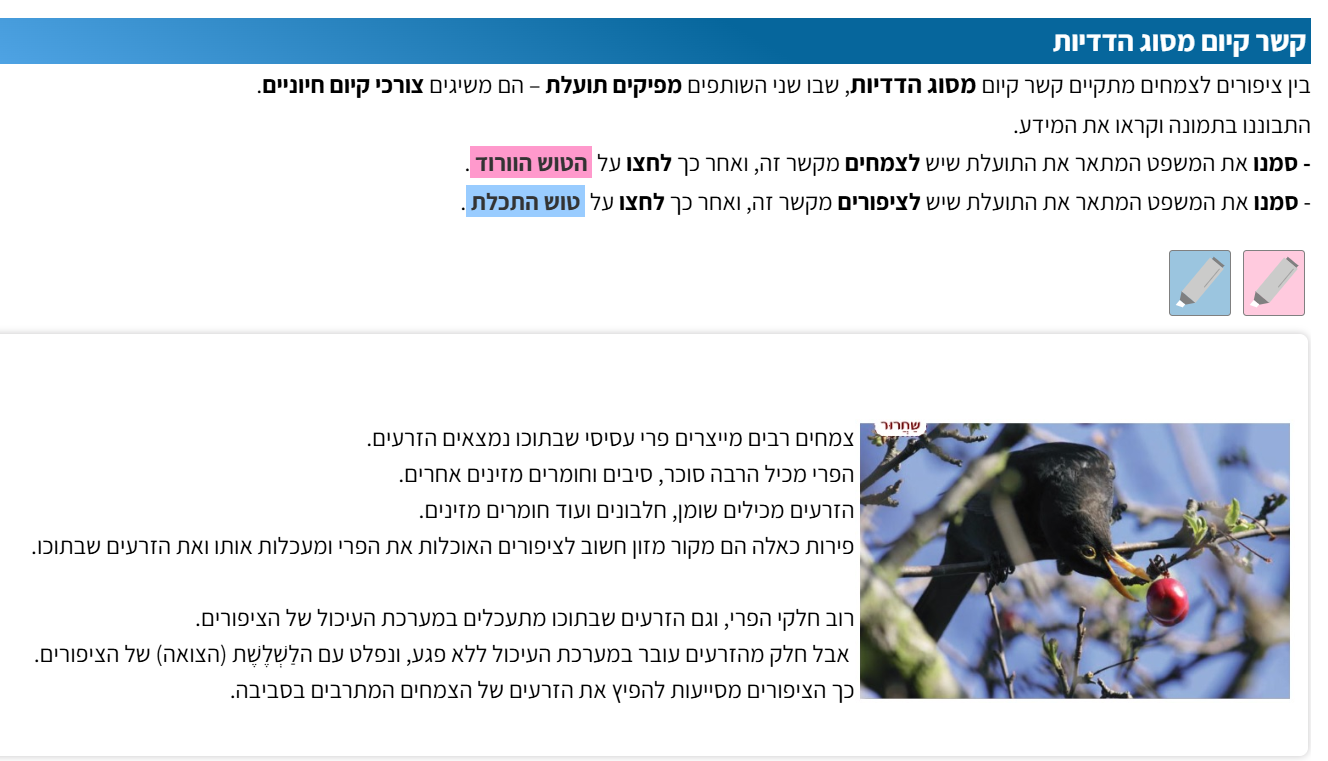 קשר קיום מסוג הדדיות
בין ציפורים לצמחים מתקיים קשר קיום מסוג הדדיות, שבו שני השותפים מפיקים תועלת – הם משיגים צורכי קיום חיוניים.
התבוננו בתמונה וקראו את המידע.
- סמנו את המשפט המתאר את התועלת שיש לצמחים מקשר זה, ואחר כך לחצו על הטוש הוורוד.
- סמנו את המשפט המתאר את התועלת שיש לציפורים מקשר זה, ואחר כך לחצו על טוש התכלת.
שַׁחֲרוּר
צמחים רבים מייצרים פרי עסיסי שבתוכו נמצאים הזרעים.
הפרי מכיל הרבה סוכר, סיבים וחומרים מזינים אחרים.
הזרעים מכילים שומן, חלבונים ועוד חומרים מזינים.
פירות כאלה הם מקור מזון חשוב לציפורים האוכלות את הפרי ומעכלות אותו ואת הזרעים שבתוכו.
רוב חלקי הפרי, וגם הזרעים שבתוכו מתעכלים במערכת העיכול של הציפורים.
אבל חלק מהזרעים עובר במערכת העיכול ללא פגע, ונפלט עם הלַשְׁלֶשֶׁת (הצואה) של הציפורים.
כך הציפורים מסייעות להפיץ את הזרעים של הצמחים המתרבים בסביבה.